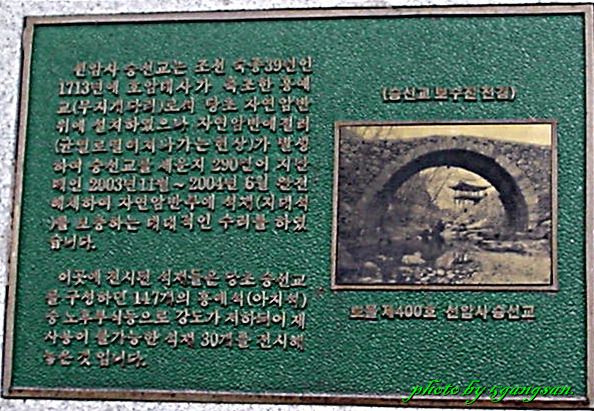 선암사 승선교는 조선 숙종39년인
1713년에 호암대사가 축조한 홍예
교(무지개다리)로서 당초 자연암반
위에 설치하였으나 자연암반에절리
(균열로떨어져나가는현상)가 발생
하여 승선교를 세운지 290년이 지난
때인 2003년11월~2004년 6월 완전
해체하여 자연암반부에 석재(지대석)
를 보충하는 대대적인 수리를 하였
습니다.
이곳에 전시된 석재들은 당초 승선교
를 구성하던 147개의 홍예석(아치석)
중 노후부식등으로 강도가 저하되어 재
사용이 불가능한 석재 30개를 전시해
놓은 것 입니다.
(승선교 보수전 전경)
보물 제400호 선암사 승선교
photo by kgangsan